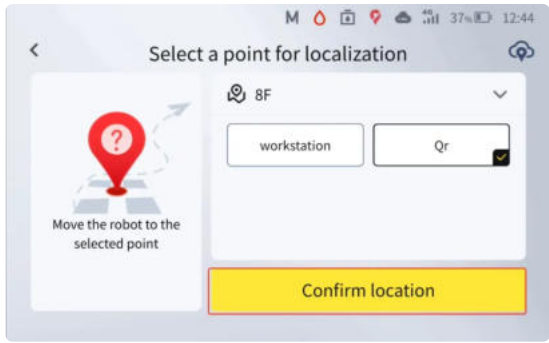 M 4G 37% 12:44
Select a point for localization
?
Move the robot to the
selected point
8F
workstation
Qr
Confirm location